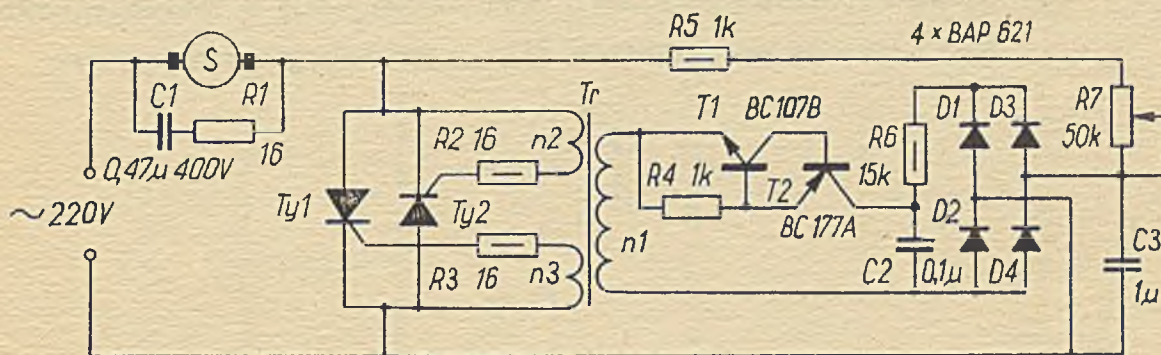 R5 1k
4 × BAP 621
S
C1
R1
0,47µ 400V
16
~220V
Ty1
Ty2
R2 16
n2
Tr
R3 16
n3
n1
T1
BC107B
R4 1k
T2
BC177A
R6
15k
C2
0,1µ
D1
D3
D2
D4
R7
50k
C3
1µ